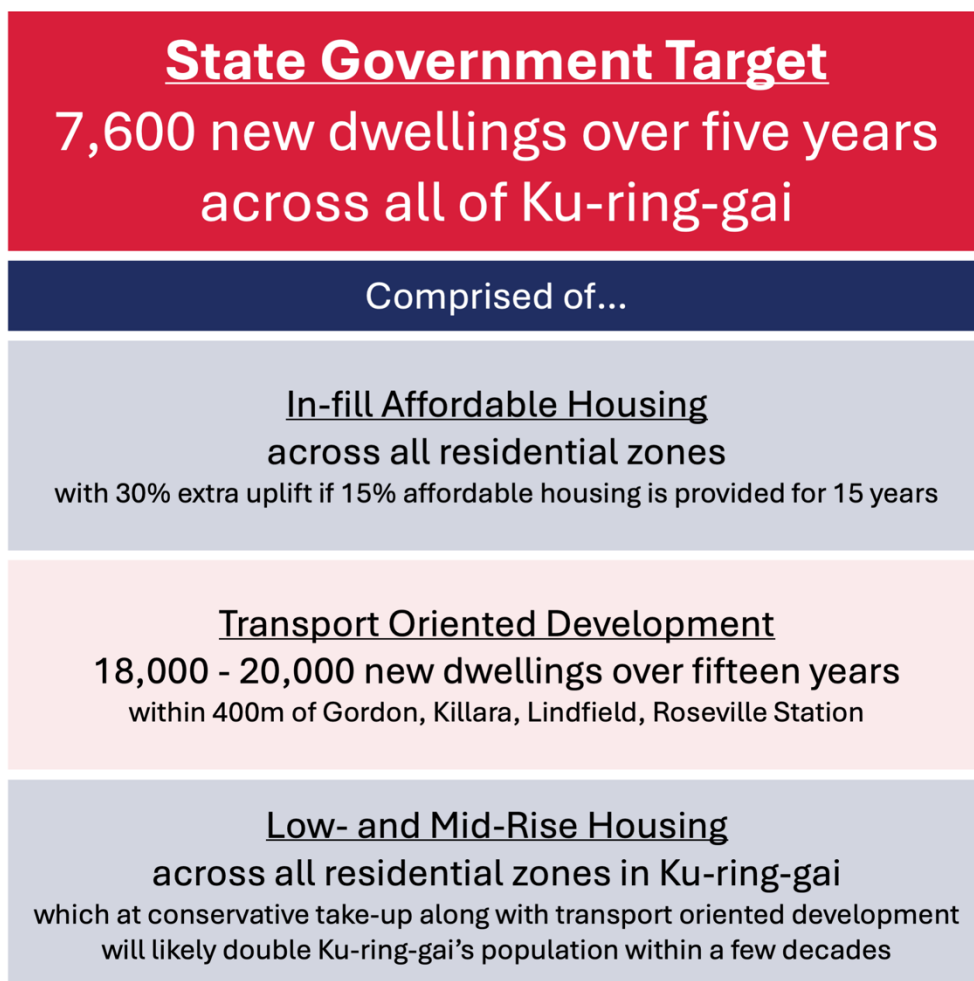 State Government Target
7,600 new dwellings over five years
across all of Ku-ring-gai
Comprised of...
In-fill Affordable Housing
across all residential zones
with 30% extra uplift if 15% affordable housing is provided for 15 years
Transport Oriented Development
18,000 - 20,000 new dwellings over fifteen years
within 400m of Gordon, Killara, Lindfield, Roseville Station
Low- and Mid-Rise Housing
across all residential zones in Ku-ring-gai
which at conservative take-up along with transport oriented development
will likely double Ku-ring-gai’s population within a few decades